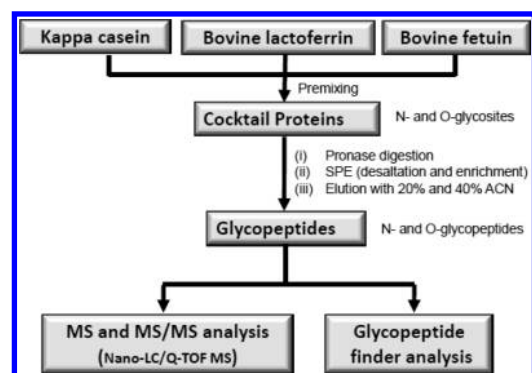 Kappa casein
Bovine lactoferrin
Bovine fetuin
Premixing
Cocktail Proteins
N- and O-glycosites
(i) Pronase digestion
(ii) SPE (desaltation and enrichment)
(iii) Elution with 20% and 40% ACN
Glycopeptides
N- and O-glycopeptides
MS and MS/MS analysis
(Nano-LC/Q-TOF MS)
Glycopeptide
finder analysis